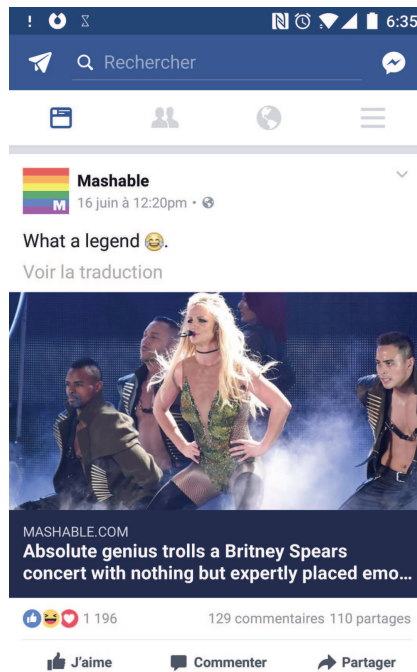 6:35
Rechercher
M
Mashable
16 juin à 12:20pm •
What a legend 😂.
Voir la traduction
MASHABLE.COM
Absolute genius trolls a Britney Spears
concert with nothing but expertly placed emo...
1 196 129 commentaires 110 partages
J'aime Commenter Partager